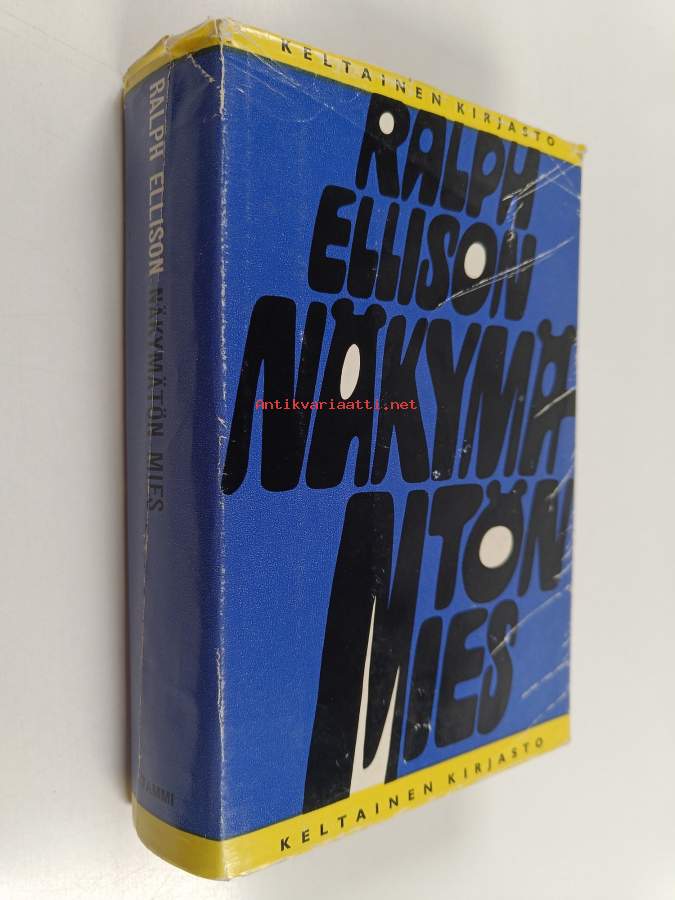 KELTAINEN KIRJASTO
RALPH
ELLISON
NÄKYMÄ
TÖN
MIES
KELTAINEN KIRJASTO
RALPH ELLISON NÄKYMÄTÖN MIES
TAMMI
Antikvariaatti.net